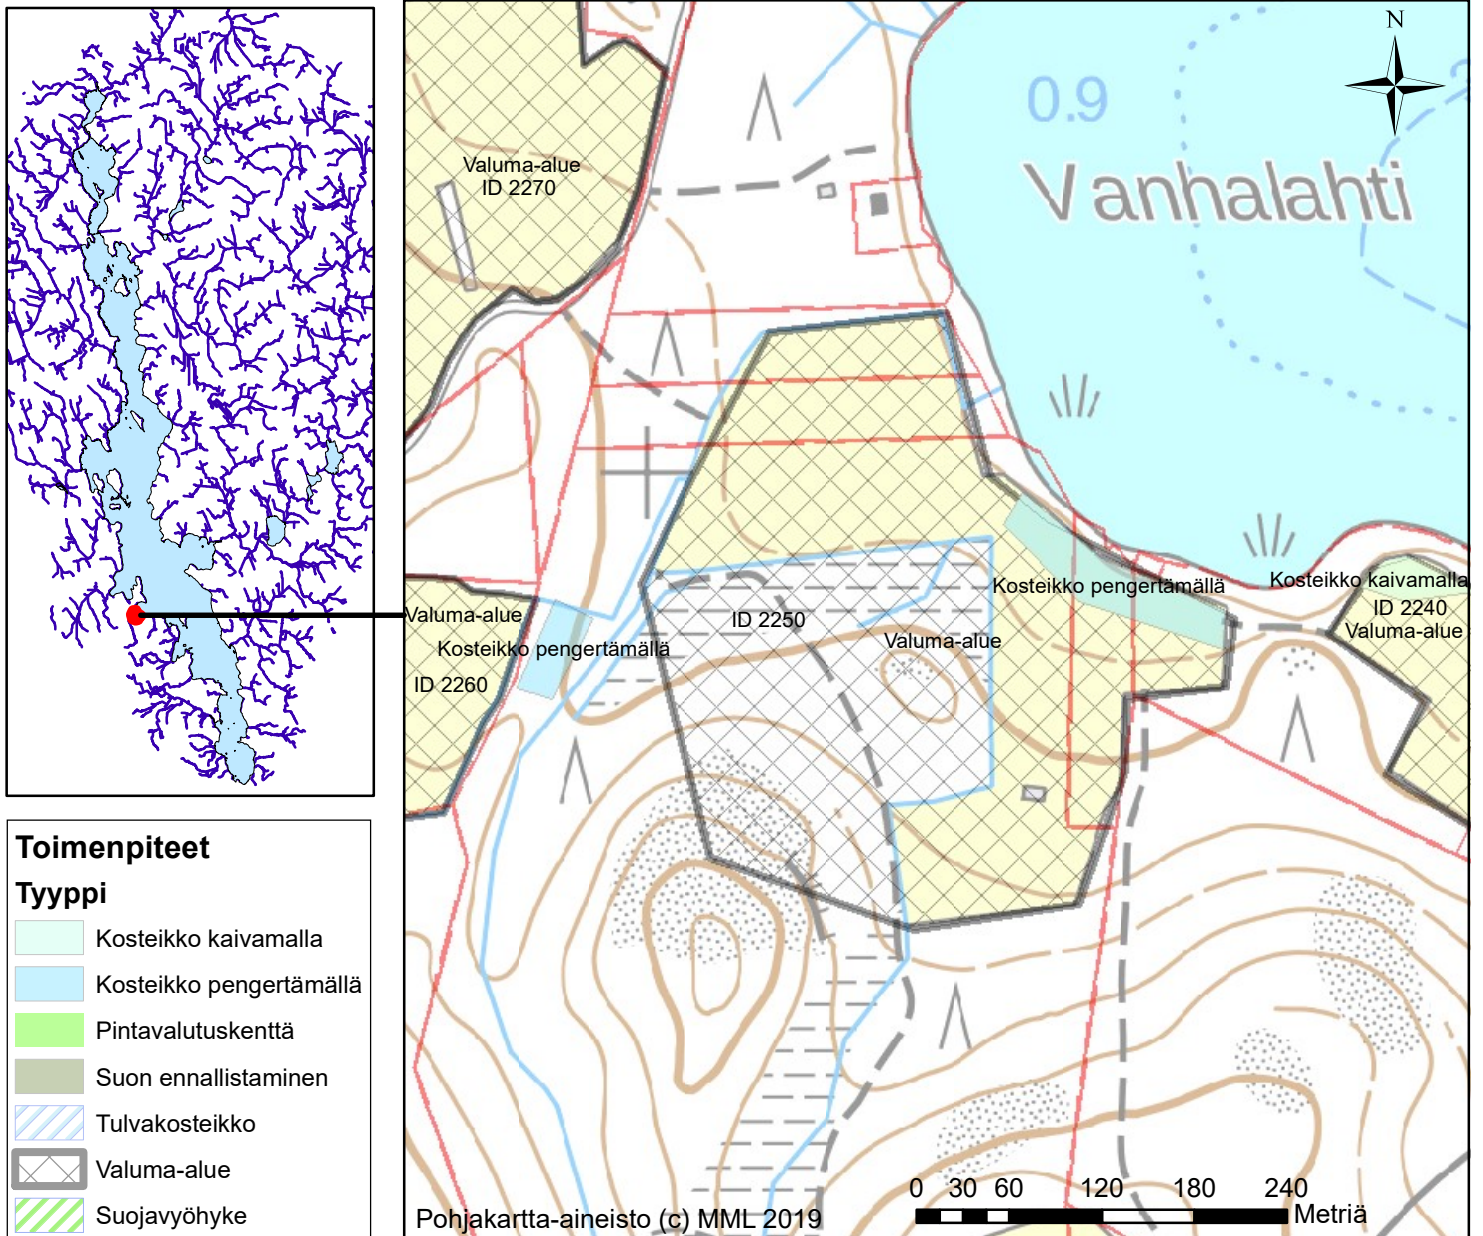 N
0.9
Vanhalahti
Valuma-alue
ID 2270
Kosteikko pengertämällä
Kosteikko kaivamalla
ID 2240
Valuma-alue
Valuma-alue
ID 2250
Valuma-alue
Kosteikko pengertämällä
ID 2260
Toimenpiteet
Tyyppi
Kosteikko kaivamalla
Kosteikko pengertämällä
Pintavalutuskenttä
Suon ennallistaminen
Tulvakosteikko
Valuma-alue
Suojavyöhyke
0 30 60 120 180 240
Metriä
Pohjakartta-aineisto (c) MML 2019